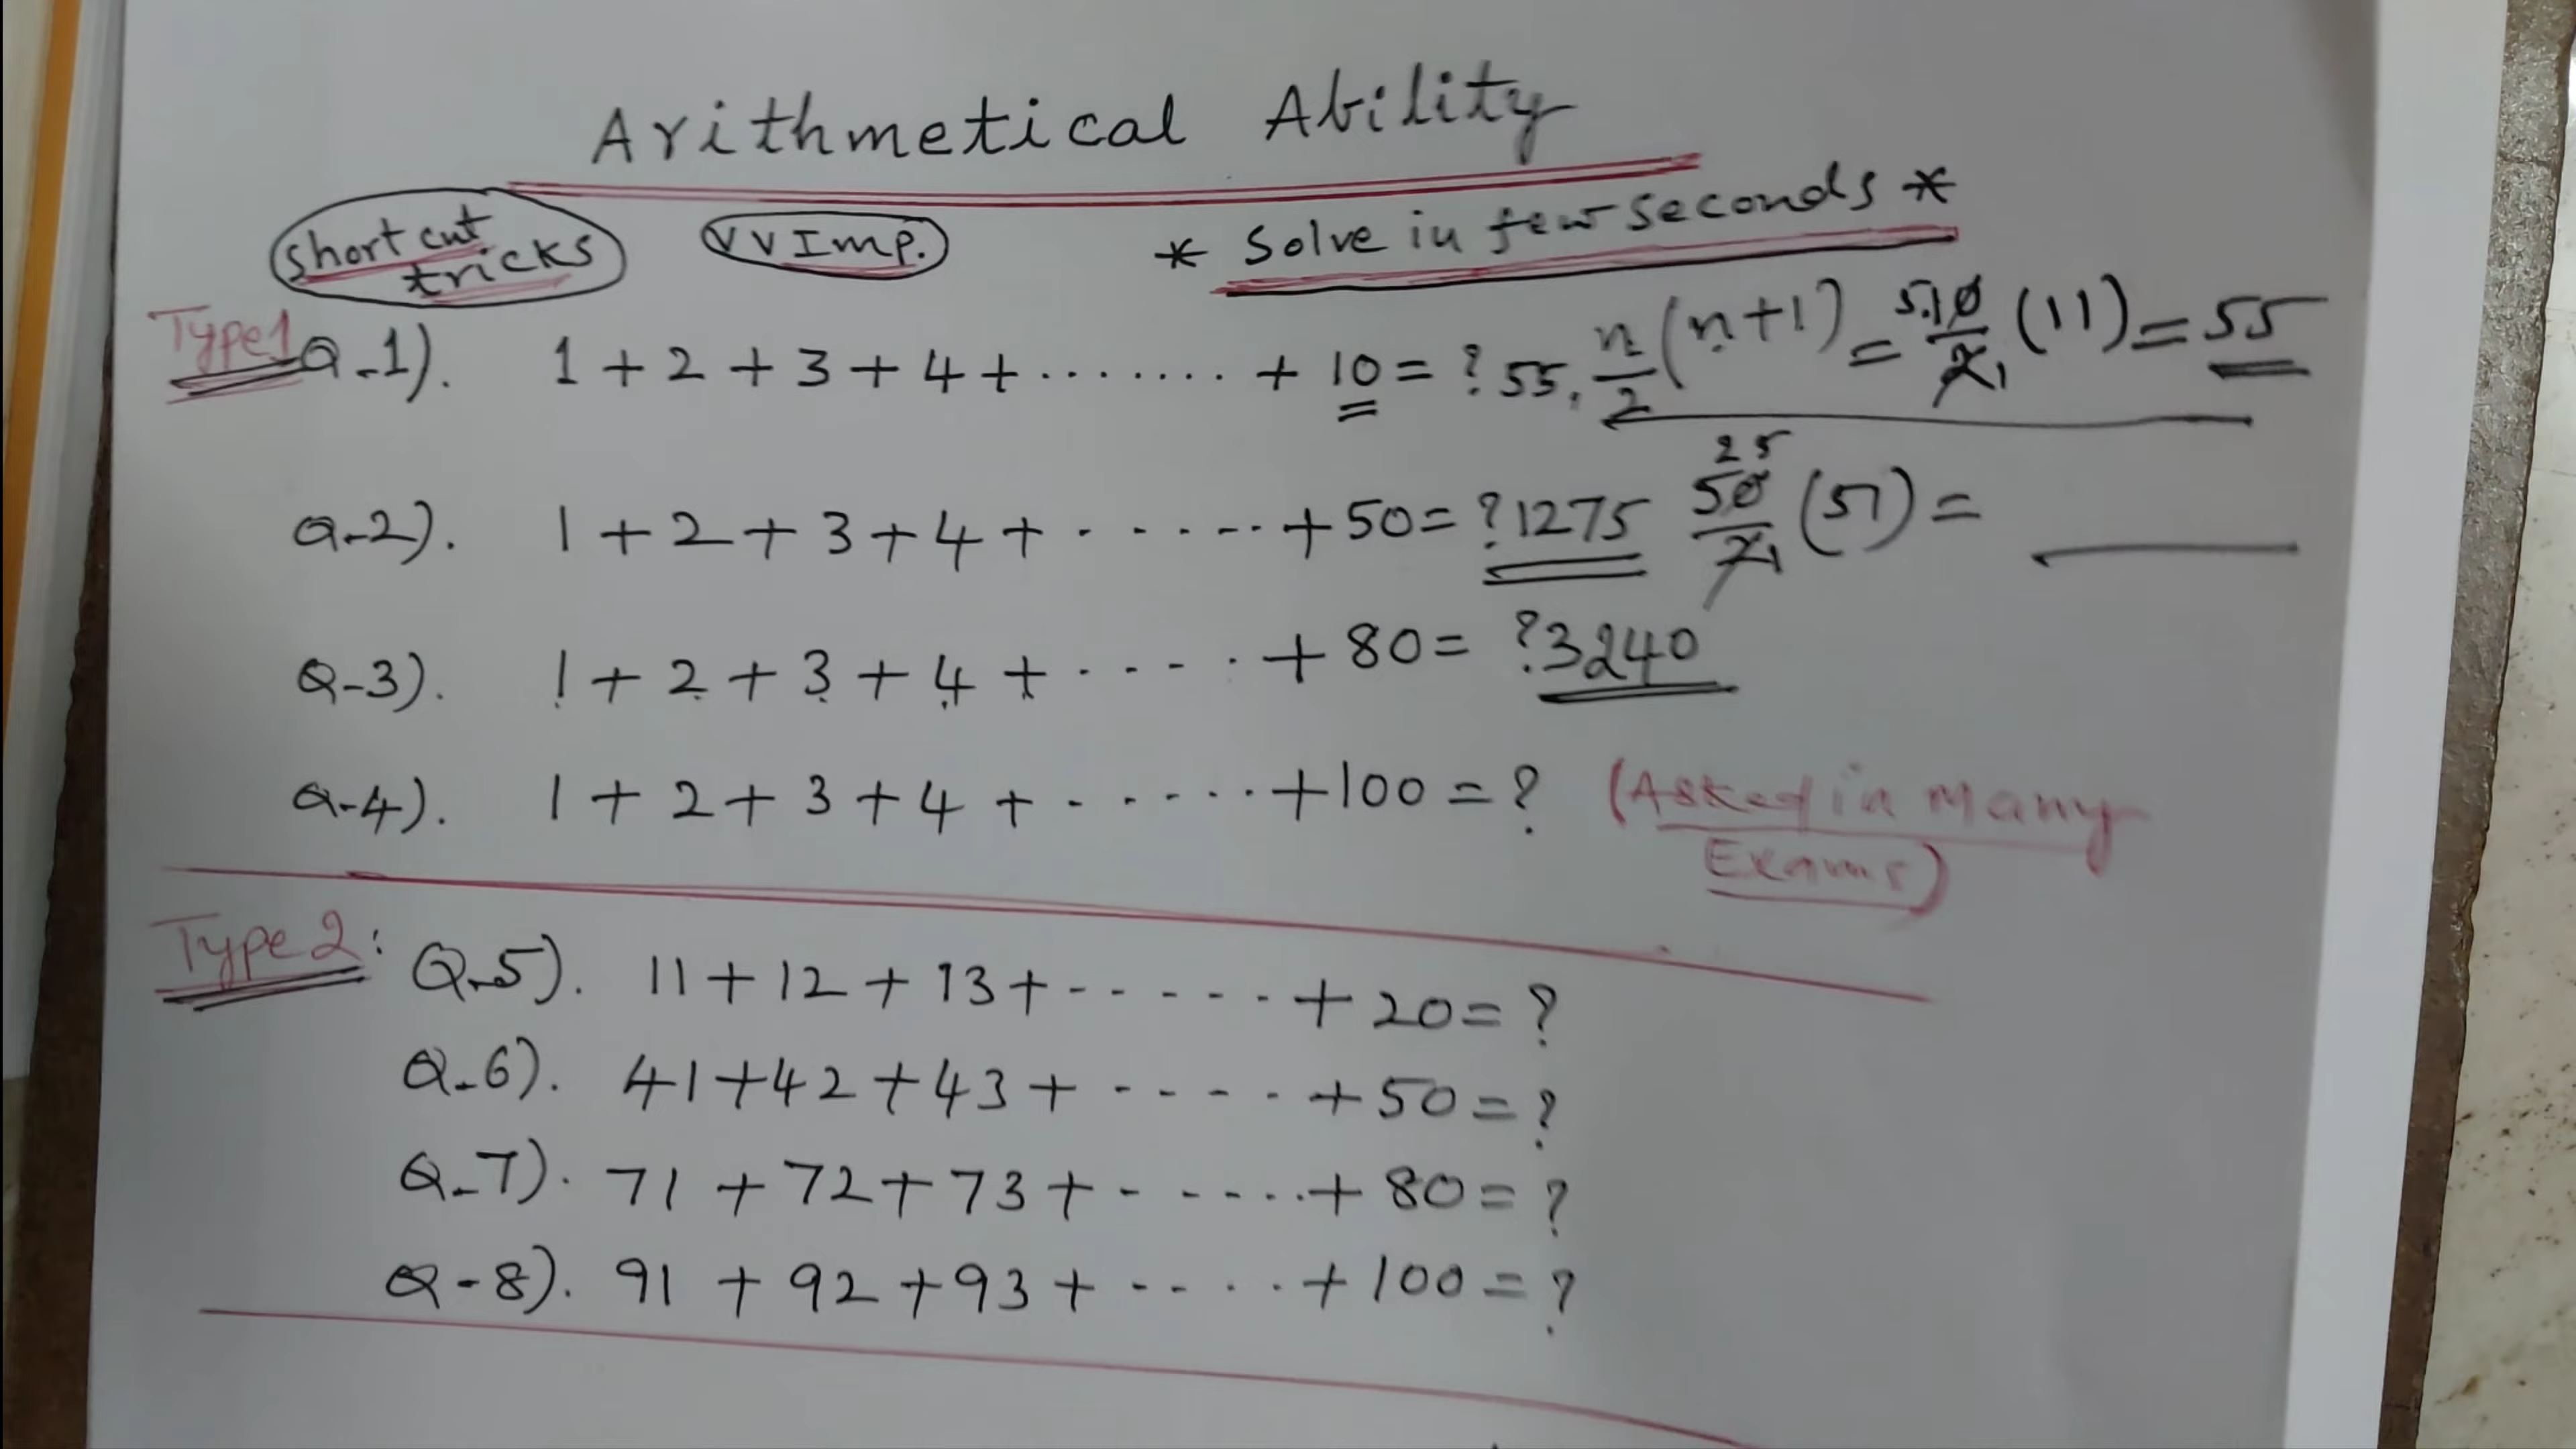 Arithmetical Ability
Short cut tricks VV Imp. * Solve in few seconds *
Type1 Q-1). 1 + 2 + 3 + 4 + ........ + 10 = ? 55. n/2 (n+1) = 5 10/2 1 (11) = 55
Q-2). 1 + 2 + 3 + 4 + ...... + 50 = ? 1275 25 50/2 1 (51) =
Q-3). 1 + 2 + 3 + 4 + ..... + 80 = ? 3240
Q-4). 1 + 2 + 3 + 4 + ...... + 100 = ? (Asked in Many
Exams)
Type 2: Q-5). 11 + 12 + 13 + ...... + 20 = ?
Q-6). 41 + 42 + 43 + ..... + 50 = ?
Q-7). 71 + 72 + 73 + ...... + 80 = ?
Q-8). 91 + 92 + 93 + ..... + 100 = ?